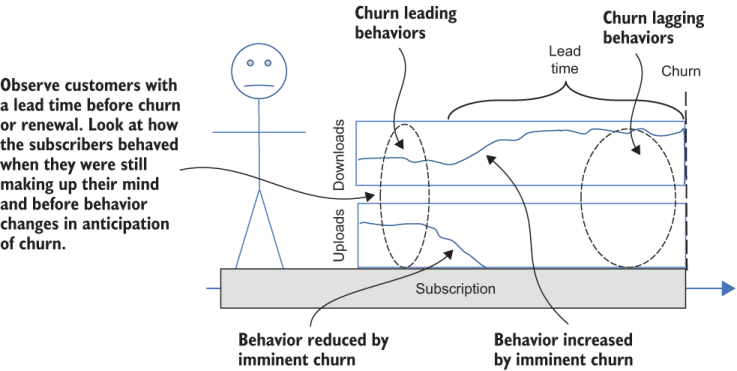 Churn leading
behaviors
Churn lagging
behaviors
Lead
time
Churn
Observe customers with
a lead time before churn
or renewal. Look at how
the subscribers behaved
when they were still
making up their mind
and before behavior
changes in anticipation
of churn.
Downloads
Uploads
Subscription
Behavior reduced by
imminent churn
Behavior increased
by imminent churn